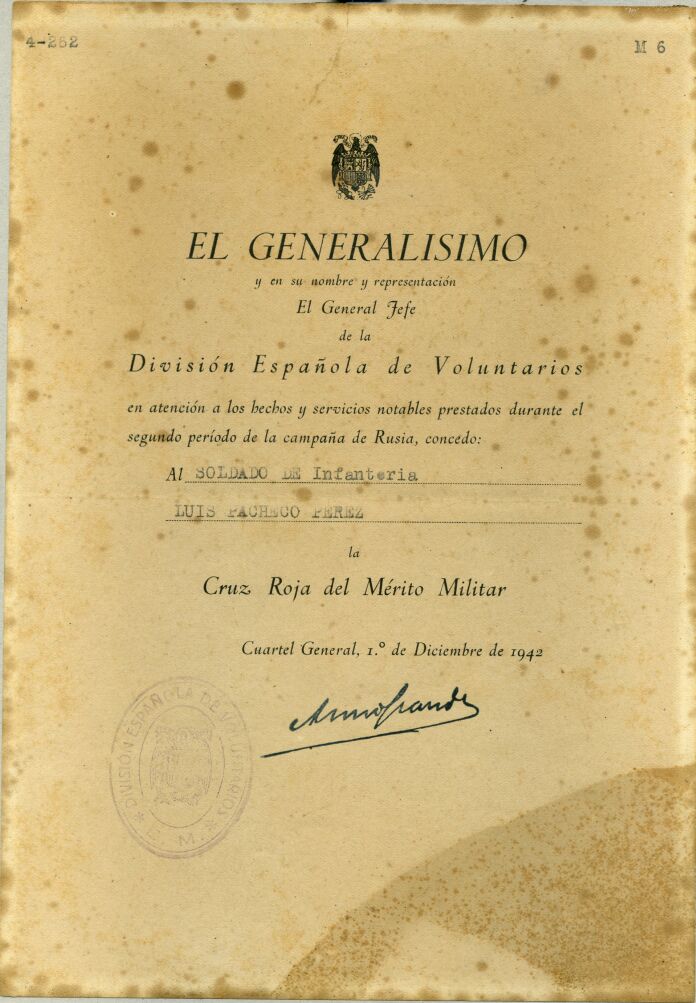 4-262
M 6
EL GENERALISIMO
y en su nombre y representación
El General Jefe
de la
División Española de Voluntarios
en atención a los hechos y servicios notables prestados durante el
segundo período de la campaña de Rusia, concedo:
Al SOLDADO DE Infanteria
LUIS PACHECO PEREZ
la
Cruz Roja del Mérito Militar
Cuartel General, 1.º de Diciembre de 1942
DIVISIÓN ESPAÑOLA DE VOLUNTARIOS
E. M.